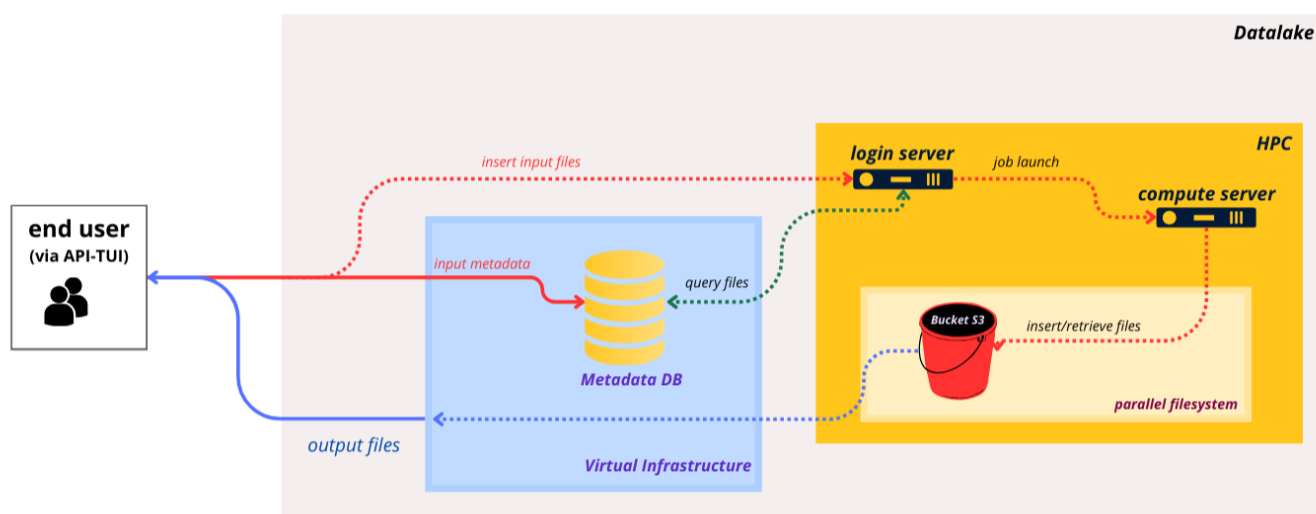 Datalake
HPC
login server
insert input files
job launch
compute server
end user
(via API-TUI)
input metadata
query files
Bucket S3
insert/retrieve files
Metadata DB
parallel filesystem
output files
Virtual Infrastructure